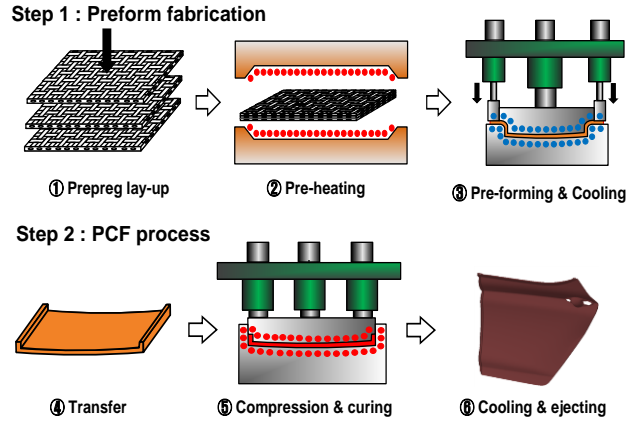 Step 1 : Preform fabrication
① Prepreg lay-up
② Pre-heating
③ Pre-forming & Cooling
Step 2 : PCF process
④ Transfer
⑤ Compression & curing
⑥ Cooling & ejecting